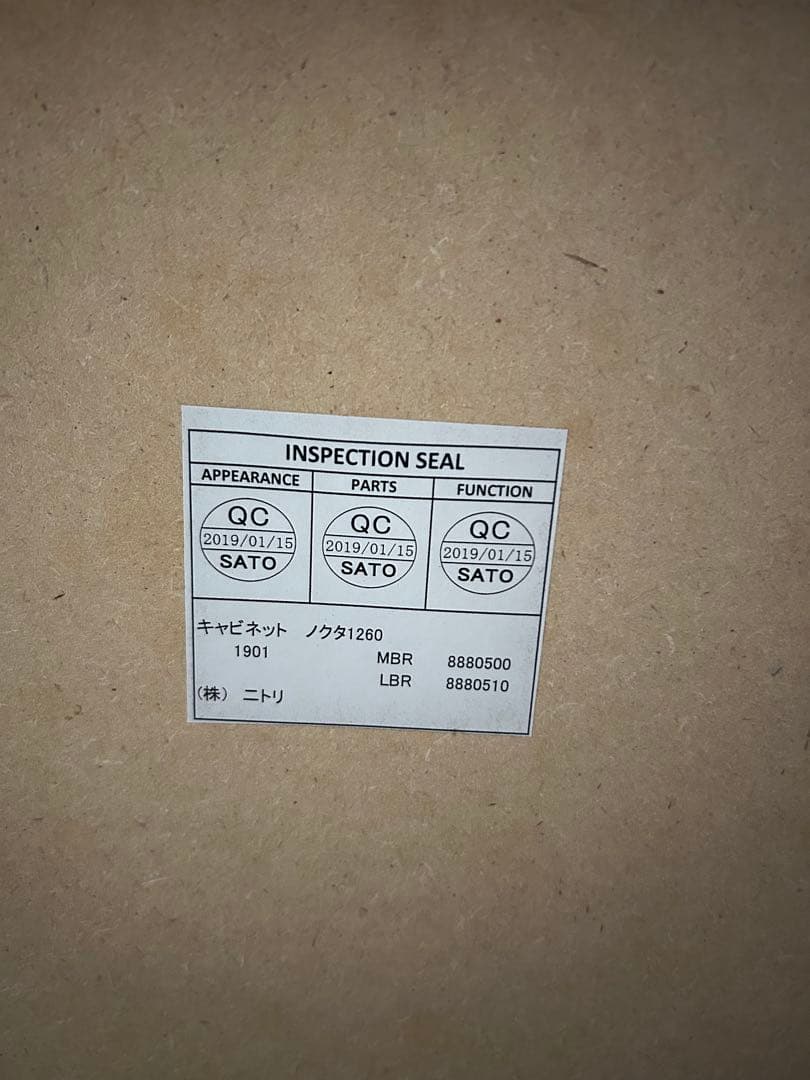 INSPECTION SEAL
APPEARANCE PARTS FUNCTION
QC QC QC
2019/01/15 2019/01/15 2019/01/15
SATO SATO SATO
キャビネット ノクタ1260
1901 MBR 8880500
LBR 8880510
(株) ニトリ